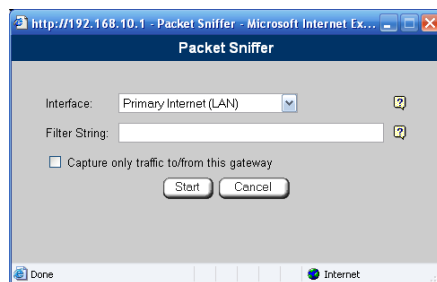 http://192.168.10.1 - Packet Sniffer - Microsoft Internet Ex...
Packet Sniffer
Interface: Primary Internet (LAN)
Filter String:
Capture only traffic to/from this gateway
Start Cancel
Done Internet